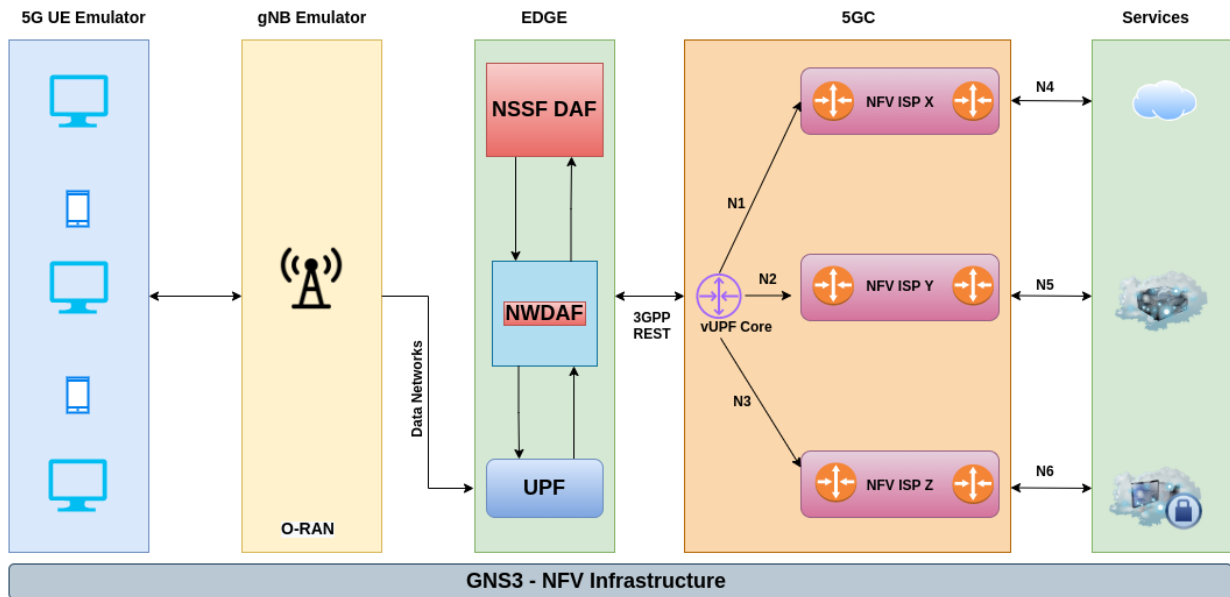 5G UE Emulator
gNB Emulator
EDGE
5GC
Services
NSSF DAF
NFV ISP X
N4
N1
NWDAF
3GPP
REST
vUPF Core
N2
NFV ISP Y
N5
Data Networks
N3
UPF
NFV ISP Z
N6
O-RAN
GNS3 - NFV Infrastructure